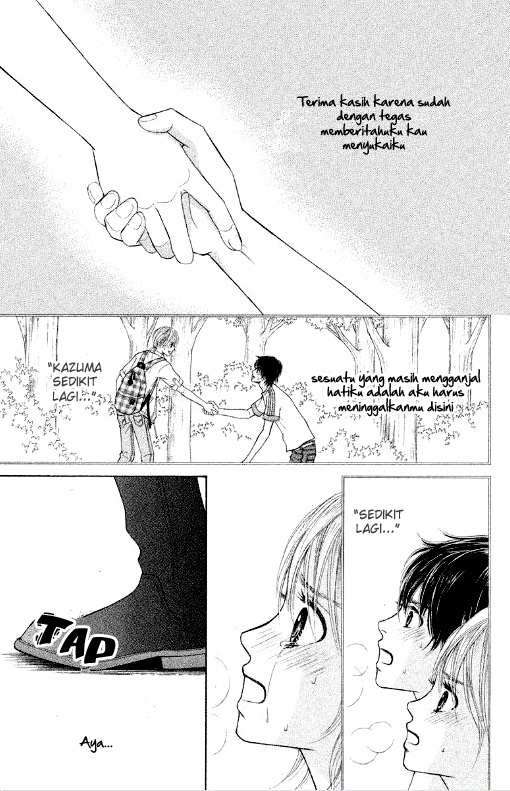 Terima kasih karena sudah
dengan tegas
memberitahuku kau
menyukaiku
"KAZUMA
SEDIKIT
LAGI..."
sesuatu yang masih mengganjal
hatiku adalah aku harus
meninggalkanmu disini
"SEDIKIT
LAGI..."
TAP
Aya...